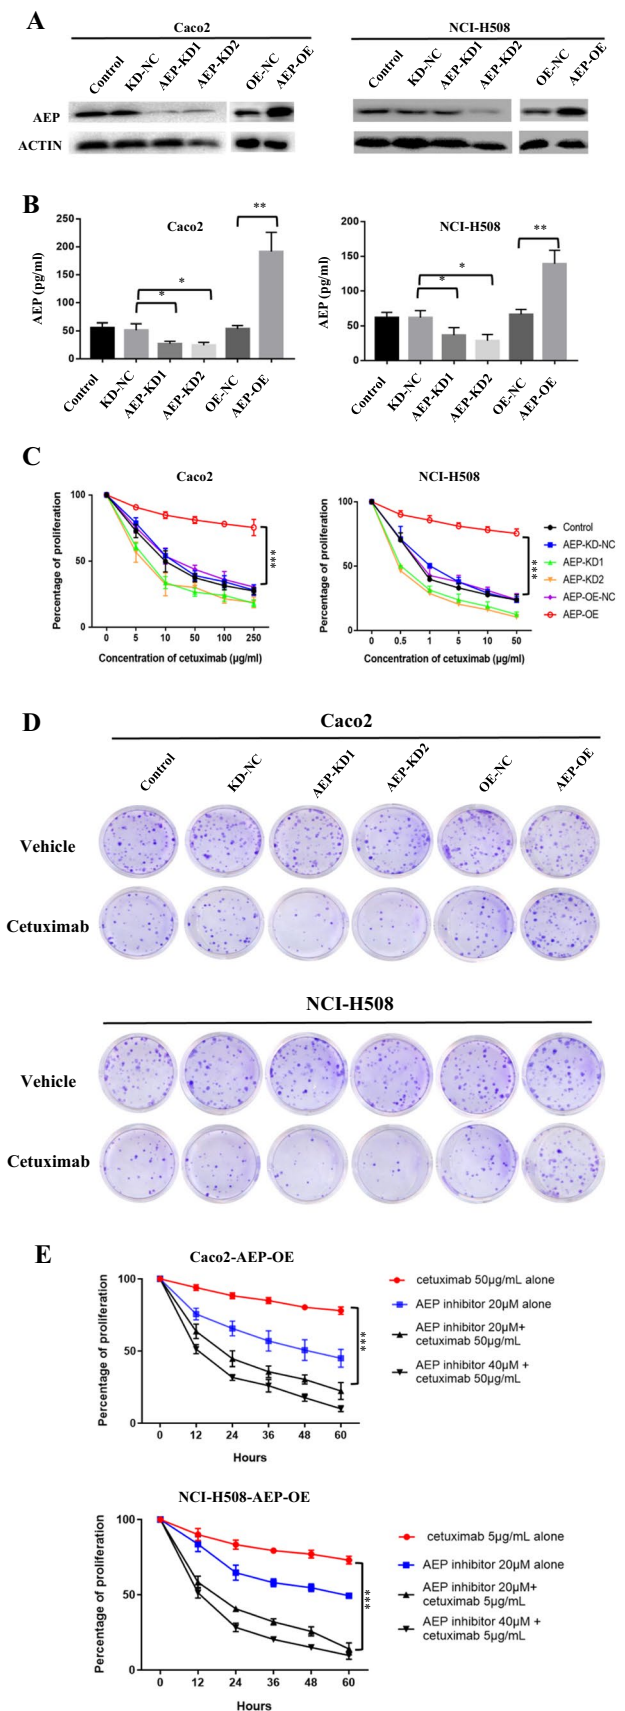 A
Caco2
NCI-H508
Control
KD-NC
AEP-KD1
AEP-KD2
OE-NC
AEP-OE
Control
KD-NC
AEP-KD1
AEP-KD2
OE-NC
AEP-OE
AEP
ACTIN
B
Caco2
NCI-H508
AEP (pg/ml)
250
200
150
100
50
0
*
*
**
Control
KD-NC
AEP-KD1
AEP-KD2
OE-NC
AEP-OE
AEP (pg/ml)
200
150
100
50
0
*
*
**
Control
KD-NC
AEP-KD1
AEP-KD2
OE-NC
AEP-OE
C
Caco2
NCI-H508
Percentage of proliferation
100
50
0
***
0 5 10 50 100 250
Concentration of cetuximab (µg/ml)
Percentage of proliferation
100
50
0
***
0 0.5 1 5 10 50
Concentration of cetuximab (µg/ml)
Control
AEP-KD-NC
AEP-KD1
AEP-KD2
AEP-OE-NC
AEP-OE
D
Caco2
Control
KD-NC
AEP-KD1
AEP-KD2
OE-NC
AEP-OE
Vehicle
Cetuximab
NCI-H508
Vehicle
Cetuximab
E
Caco2-AEP-OE
Percentage of proliferation
100
50
0
***
0 12 24 36 48 60
Hours
cetuximab 50µg/mL alone
AEP inhibitor 20µM alone
AEP inhibitor 20µM+
cetuximab 50µg/mL
AEP inhibitor 40µM +
cetuximab 50µg/mL
NCI-H508-AEP-OE
Percentage of proliferation
100
50
0
***
0 12 24 36 48 60
Hours
cetuximab 5µg/mL alone
AEP inhibitor 20µM alone
AEP inhibitor 20µM+
cetuximab 5µg/mL
AEP inhibitor 40µM +
cetuximab 5µg/mL